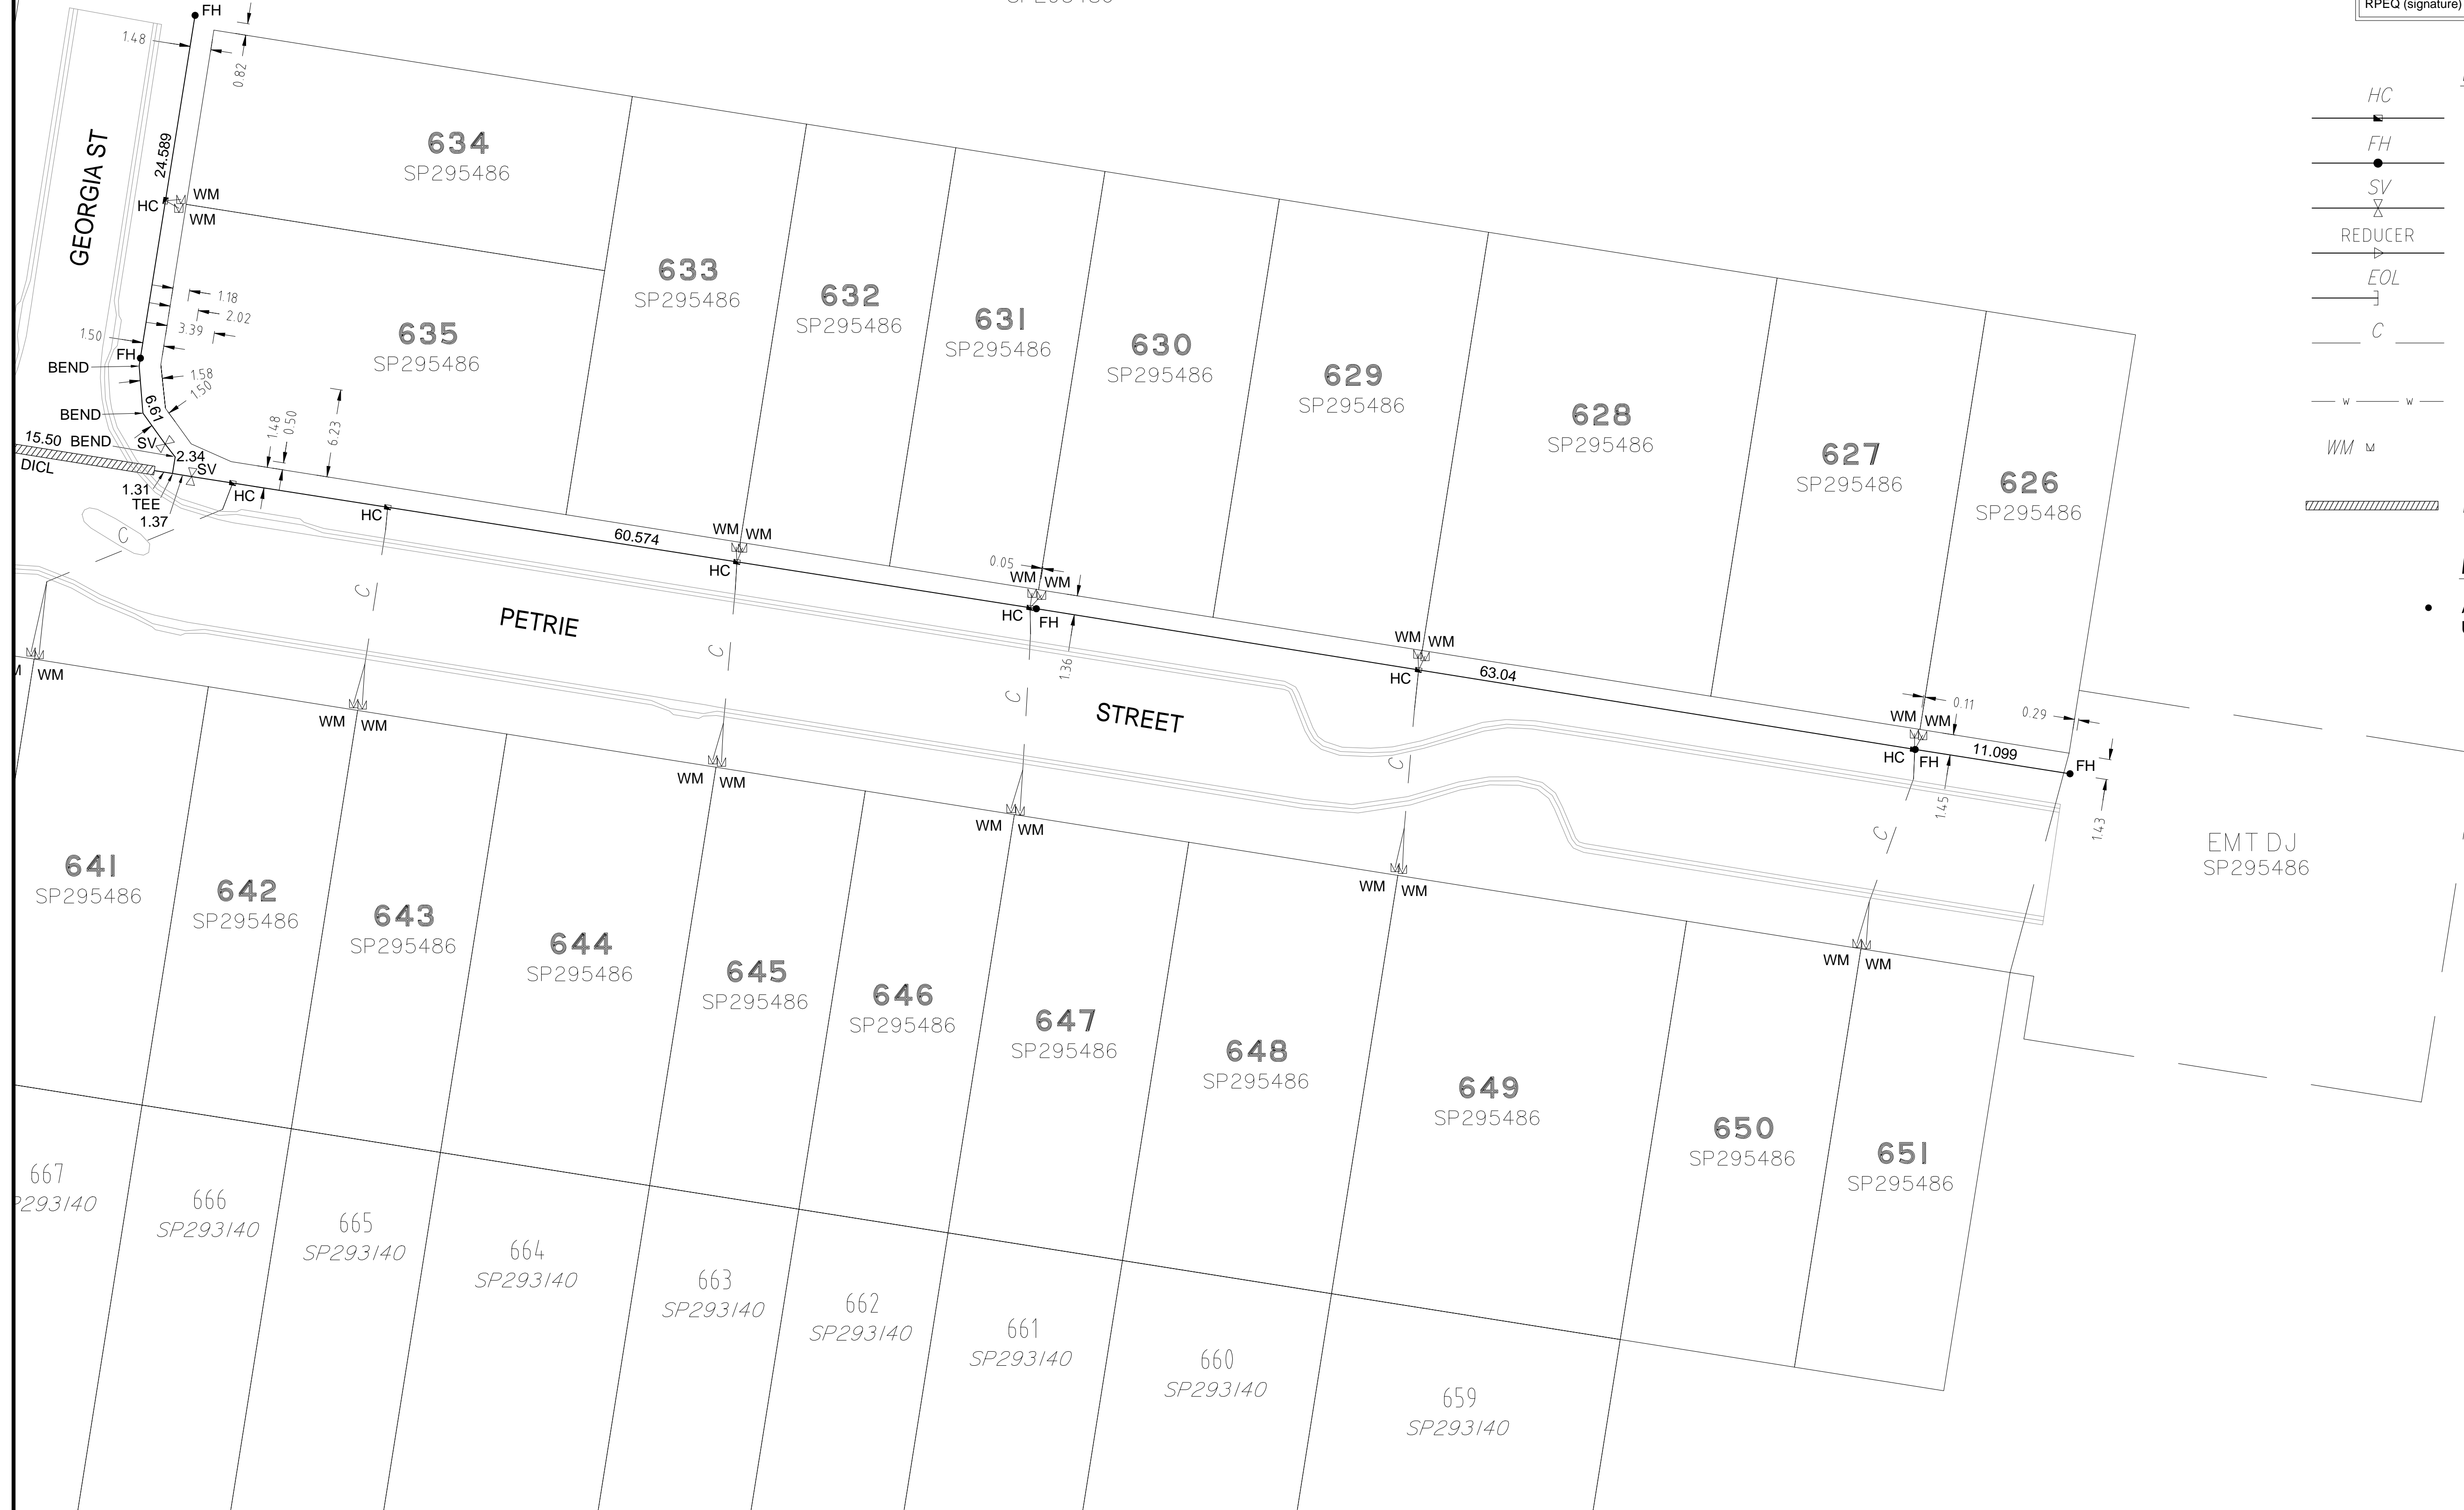 RPEQ (signature)
FH
1.48
0.82
24.589
GEORGIA ST
HC
WM
WM
634
SP295486
635
SP295486
633
SP295486
632
SP295486
631
SP295486
630
SP295486
629
SP295486
628
SP295486
627
SP295486
626
SP295486
HC
FH
SV
REDUCER
EOL
C
W W
WM
1.18
2.02
3.39
1.50
FH
BEND
1.58
1.50
BEND
6.61
15.50
BEND
SV
2.34
SV
DICL
1.31
TEE
1.37
HC
1.48
0.50
6.23
HC
C
C
60.574
WM WM
HC
C
0.05
WM WM
HC
FH
C
1.36
PETRIE
STREET
WM WM
HC
C
63.04
0.11
0.29
WM WM
HC
FH
C
1.45
11.099
FH
1.43
EMT DJ
SP295486
WM
WM
WM
WM
WM
WM
WM
WM
WM
WM
WM
641
SP295486
642
SP295486
643
SP295486
644
SP295486
645
SP295486
646
SP295486
647
SP295486
648
SP295486
649
SP295486
650
SP295486
651
SP295486
667
666
SP293140
665
SP293140
664
SP293140
663
SP293140
662
SP293140
661
SP293140
660
SP293140
659
SP293140